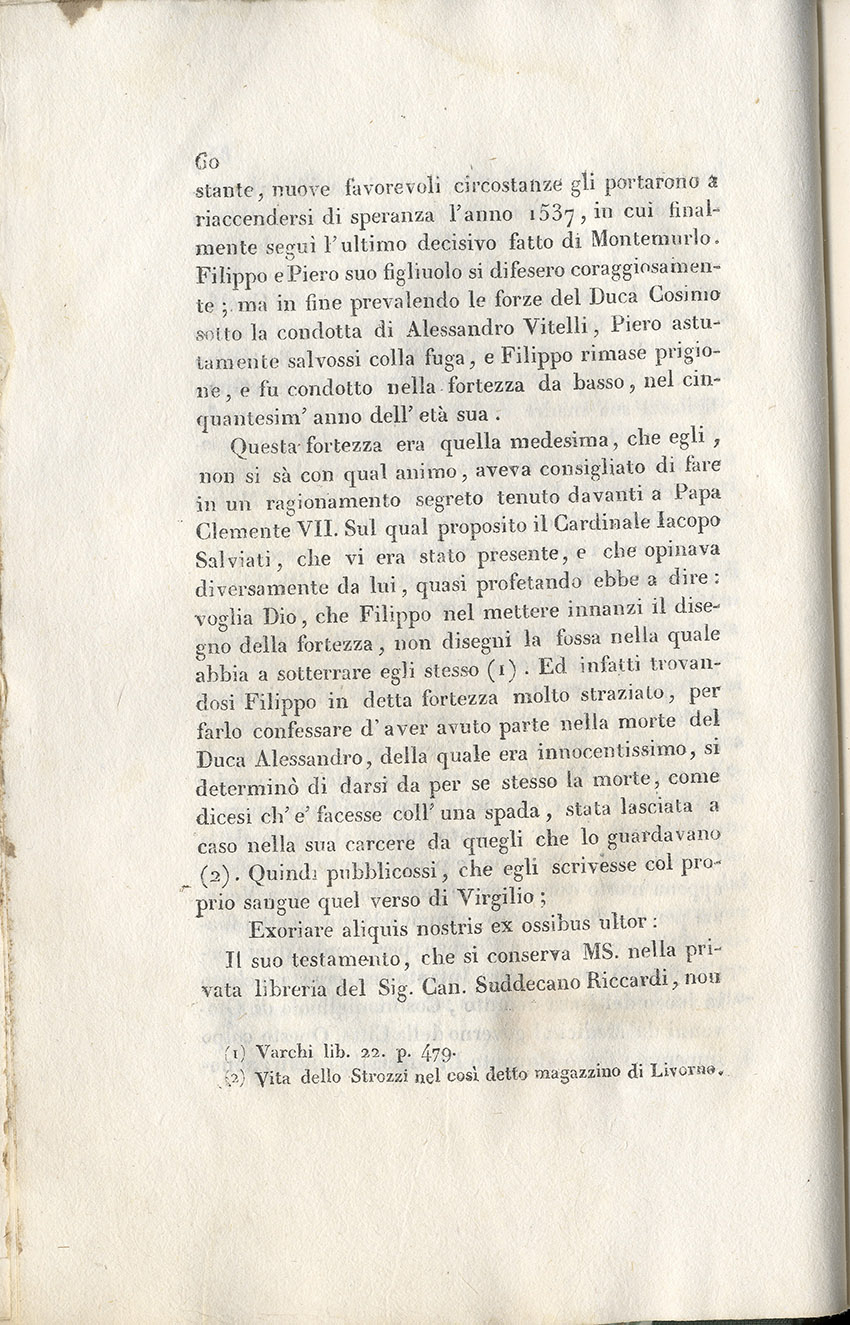 60
stante, nuove favorevoli circostanze gli portarono a
riaccendersi di speranza l'anno 1537, in cui final-
mente seguì l'ultimo decisivo fatto di Montemurlo.
Filippo e Piero suo figliuolo si difesero coraggiosamen-
te; ma in fine prevalendo le forze del Duca Cosimo
sotto la condotta di Alessandro Vitelli, Piero astu-
tamente salvossi colla fuga, e Filippo rimase prigio-
ne, e fu condotto nella fortezza da basso, nel cin-
quantesim' anno dell' età sua.
Questa fortezza era quella medesima, che egli,
non si sà con qual animo, aveva consigliato di fare
in un ragionamento segreto tenuto davanti a Papa
Clemente VII. Sul qual proposito il Cardinale Iacopo
Salviati, che vi era stato presente, e che opinava
diversamente da lui, quasi profetando ebbe a dire:
voglia Dio, che Filippo nel mettere innanzi il dise-
gno della fortezza, non disegni la fossa nella quale
abbia a sotterrare egli stesso (1). Ed infatti trovan-
dosi Filippo in detta fortezza molto straziato, per
farlo confessare d'aver avuto parte nella morte del
Duca Alessandro, della quale era innocentissimo, si
determinò di darsi da per se stesso la morte, come
dicesi ch' e' facesse coll' una spada, stata lasciata a
caso nella sua carcere da quegli che lo guardavano
(2). Quindi pubblicossi, che egli scrivesse col pro-
prio sangue quel verso di Virgilio;
Exoriare aliquis nostris ex ossibus ultor:
Il suo testamento, che si conserva MS. nella pri-
vata libreria del Sig. Can. Suddecano Riccardi, non
(1) Varchi lib. 22. p. 479.
(2) Vita dello Strozzi nel così detto magazzino di Livorno.